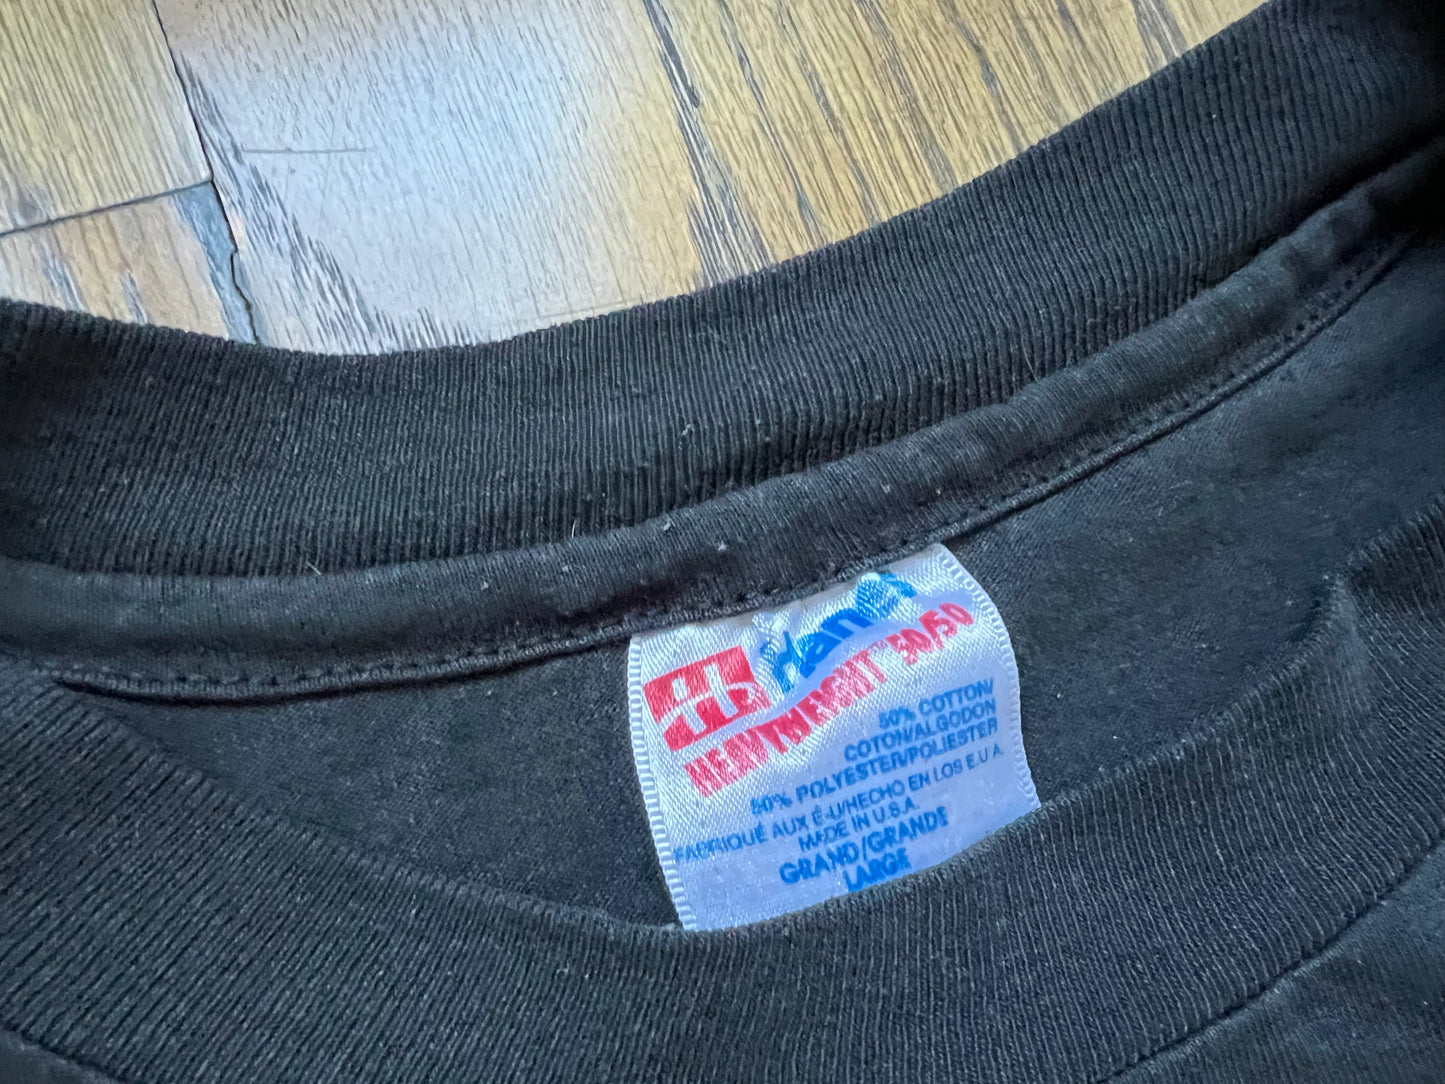 Hanes
HEAVYWEIGHT™ 50/50
50% COTTON/
COTON/ALGODON
50% POLYESTER/POLIESTER
FABRIQUÉ AUX É-U/HECHO EN LOS E.U.A.
MADE IN U.S.A.
GRAND/GRANDE
LARGE